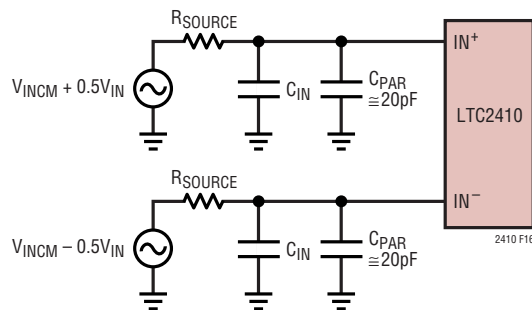 RSOURCE
VINCM + 0.5VIN
CIN
CPAR
≅20pF
IN+
LTC2410
RSOURCE
VINCM – 0.5VIN
CIN
CPAR
≅20pF
IN–
2410 F16